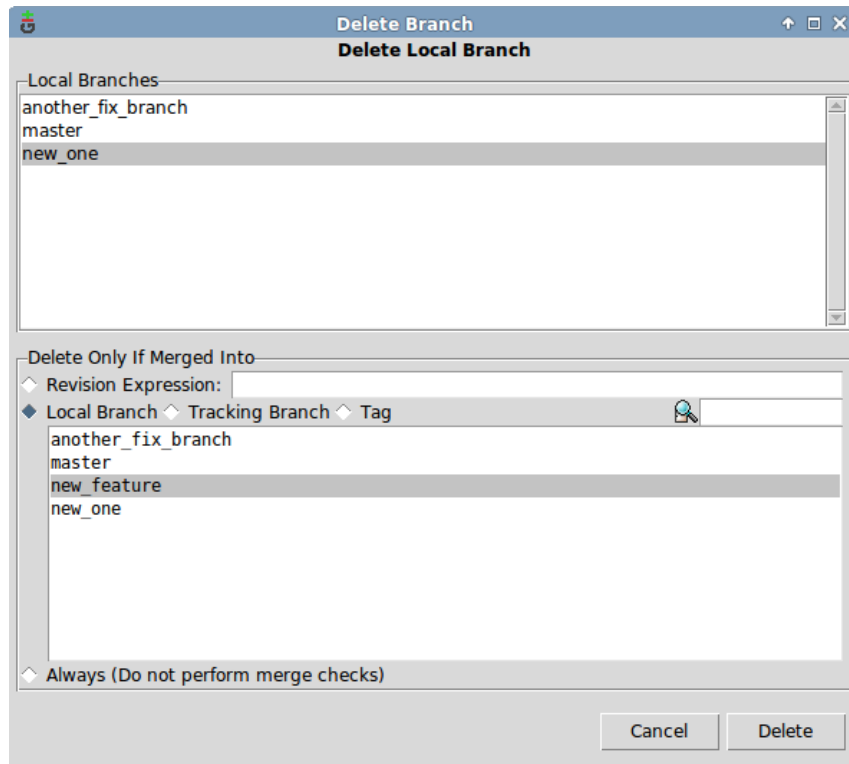 Delete Branch
Delete Local Branch
Local Branches
another_fix_branch
master
new_one
Delete Only If Merged Into
Revision Expression:
Local Branch Tracking Branch Tag
another_fix_branch
master
new_feature
new_one
Always (Do not perform merge checks)
Cancel Delete